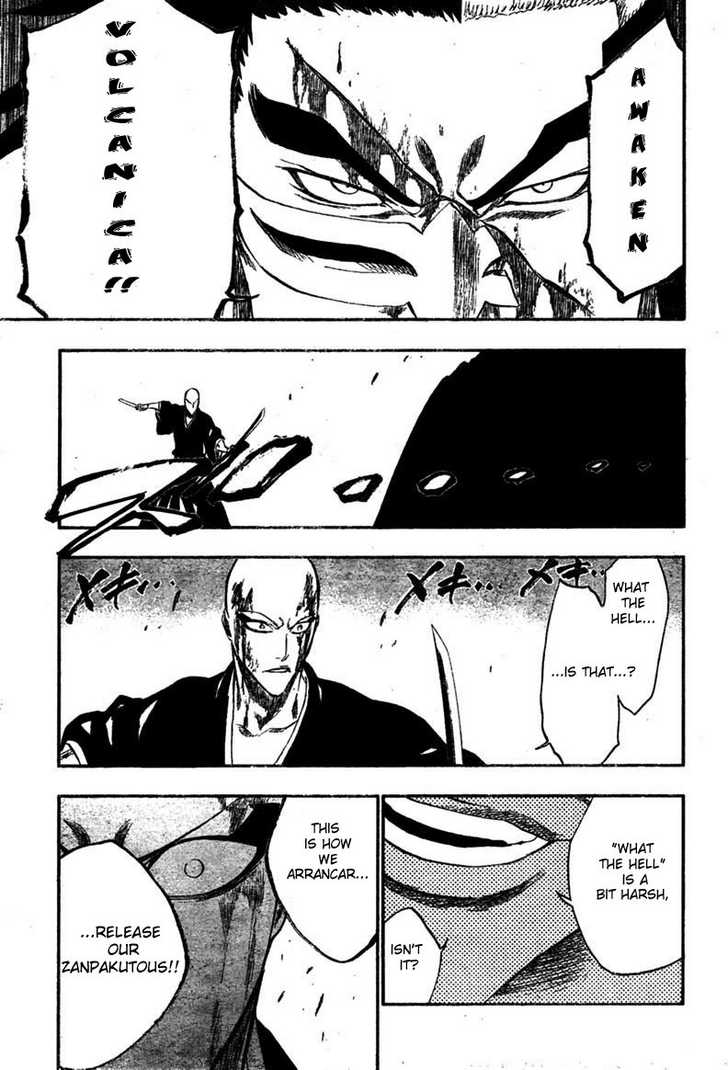 AWAKEN
VOLCANICA!!
メキ… メキ… メキ…
WHAT
THE
HELL...
...IS THAT...?
"WHAT
THE HELL"
IS A
BIT HARSH,
ISN'T
IT?
THIS
IS HOW
WE
ARRANCAR...
...RELEASE
OUR
ZANPAKUTOUS!!